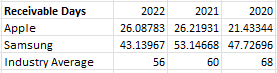 Receivable Days 2022 2021 2020
Apple 26.08783 26.21931 21.43344
Samsung 43.13967 53.14668 47.72696
Industry Average 56 60 68